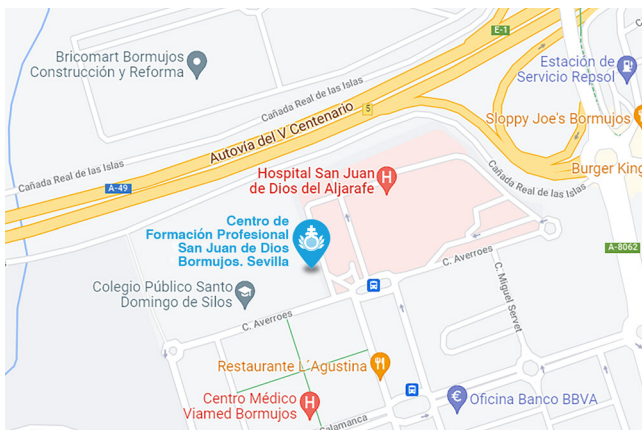 E-1
Bricomart Bormujos
Construcción y Reforma
Estación de
Servicio Repsol
Cañada Real de las Islas
5
Autovía del V Centenario
Sloppy Joe's Bormujos
Burger King
Hospital San Juan
de Dios del Aljarafe
Cañada Real de las Islas
Cañada Real de las Islas
A-49
Centro de
Formación Profesional
San Juan de Dios
Bormujos. Sevilla
A-8062
C. Averroes
C. Miguel Servet
Colegio Público Santo
Domingo de Silos
C. Averroes
Restaurante L´Agustina
Centro Médico
Viamed Bormujos
Oficina Banco BBVA
Salamanca